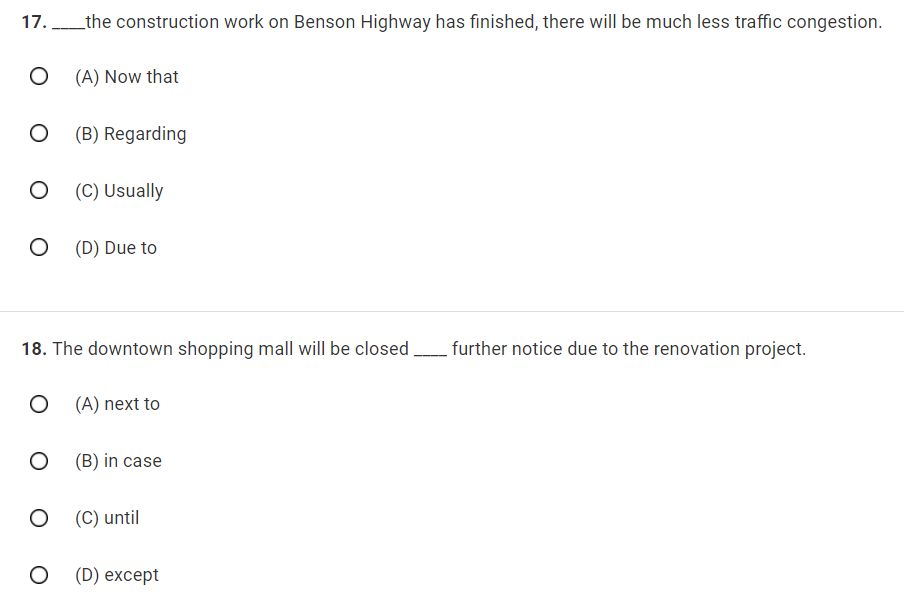 17. ____the construction work on Benson Highway has finished, there will be much less traffic congestion.
(A) Now that
(B) Regarding
(C) Usually
(D) Due to
18. The downtown shopping mall will be closed ____ further notice due to the renovation project.
(A) next to
(B) in case
(C) until
(D) except